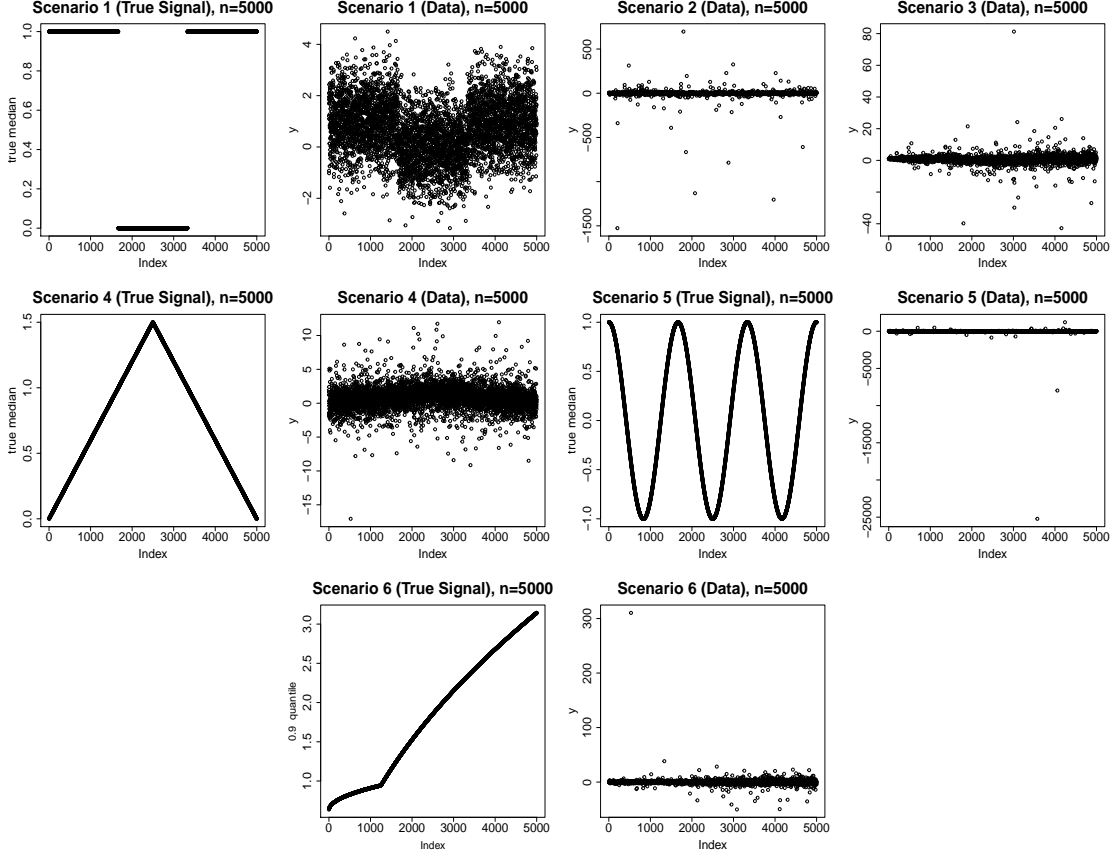 Scenario 1 (True Signal), n=5000
true median
0.0 0.2 0.4 0.6 0.8 1.0
0 1000 2000 3000 4000 5000
Index
Scenario 1 (Data), n=5000
y
−2 0 2 4
0 1000 2000 3000 4000 5000
Index
Scenario 2 (Data), n=5000
y
−1500 −500 0 500
0 1000 2000 3000 4000 5000
Index
Scenario 3 (Data), n=5000
y
−40 0 20 40 60 80
0 1000 2000 3000 4000 5000
Index
Scenario 4 (True Signal), n=5000
true median
0.0 0.5 1.0 1.5
0 1000 2000 3000 4000 5000
Index
Scenario 4 (Data), n=5000
y
−15 −10 −5 0 5 10
0 1000 2000 3000 4000 5000
Index
Scenario 5 (True Signal), n=5000
true median
−1.0 −0.5 0.0 0.5 1.0
0 1000 2000 3000 4000 5000
Index
Scenario 5 (Data), n=5000
y
−25000 −15000 −5000 0
0 1000 2000 3000 4000 5000
Index
Scenario 6 (True Signal), n=5000
0.9 quantile
1.0 1.5 2.0 2.5 3.0
0 1000 2000 3000 4000 5000
Index
Scenario 6 (Data), n=5000
y
0 100 200 300
0 1000 2000 3000 4000 5000
Index